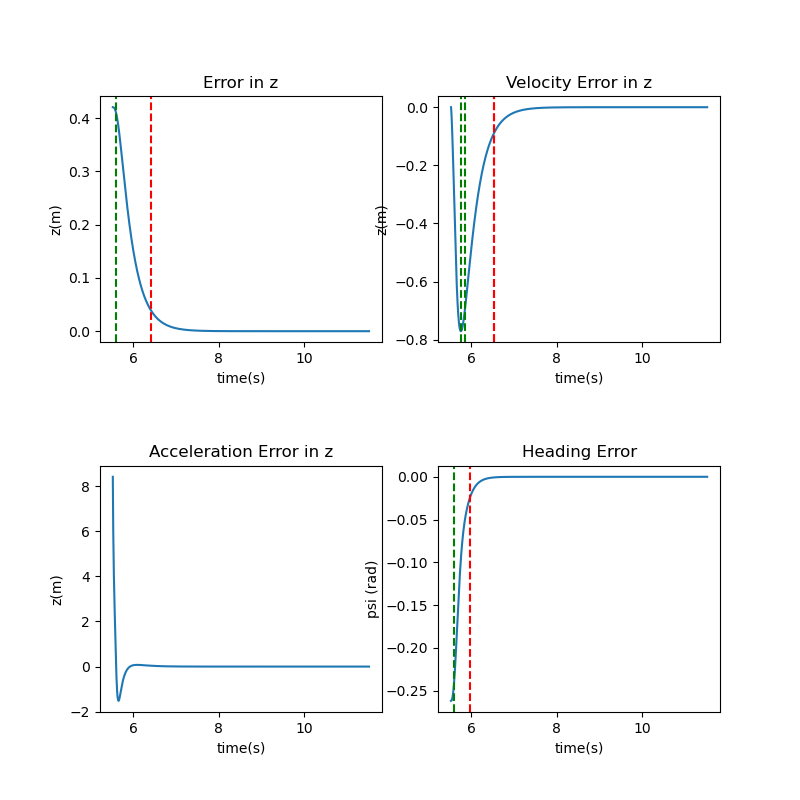 Error in z
Velocity Error in z
0.4
0.3
0.2
0.1
0.0
z(m)
6
8
10
time(s)
0.0
−0.2
−0.4
−0.6
−0.8
z(m)
6
8
10
time(s)
Acceleration Error in z
Heading Error
8
6
4
2
0
−2
z(m)
6
8
10
time(s)
0.00
−0.05
−0.10
−0.15
−0.20
−0.25
psi (rad)
6
8
10
time(s)